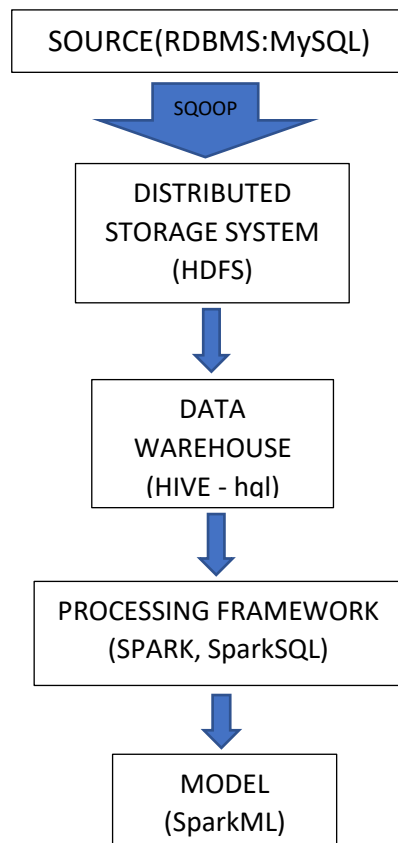 SOURCE(RDBMS:MySQL)
SQOOP
DISTRIBUTED
STORAGE SYSTEM
(HDFS)
DATA
WAREHOUSE
(HIVE - hql)
PROCESSING FRAMEWORK
(SPARK, SparkSQL)
MODEL
(SparkML)